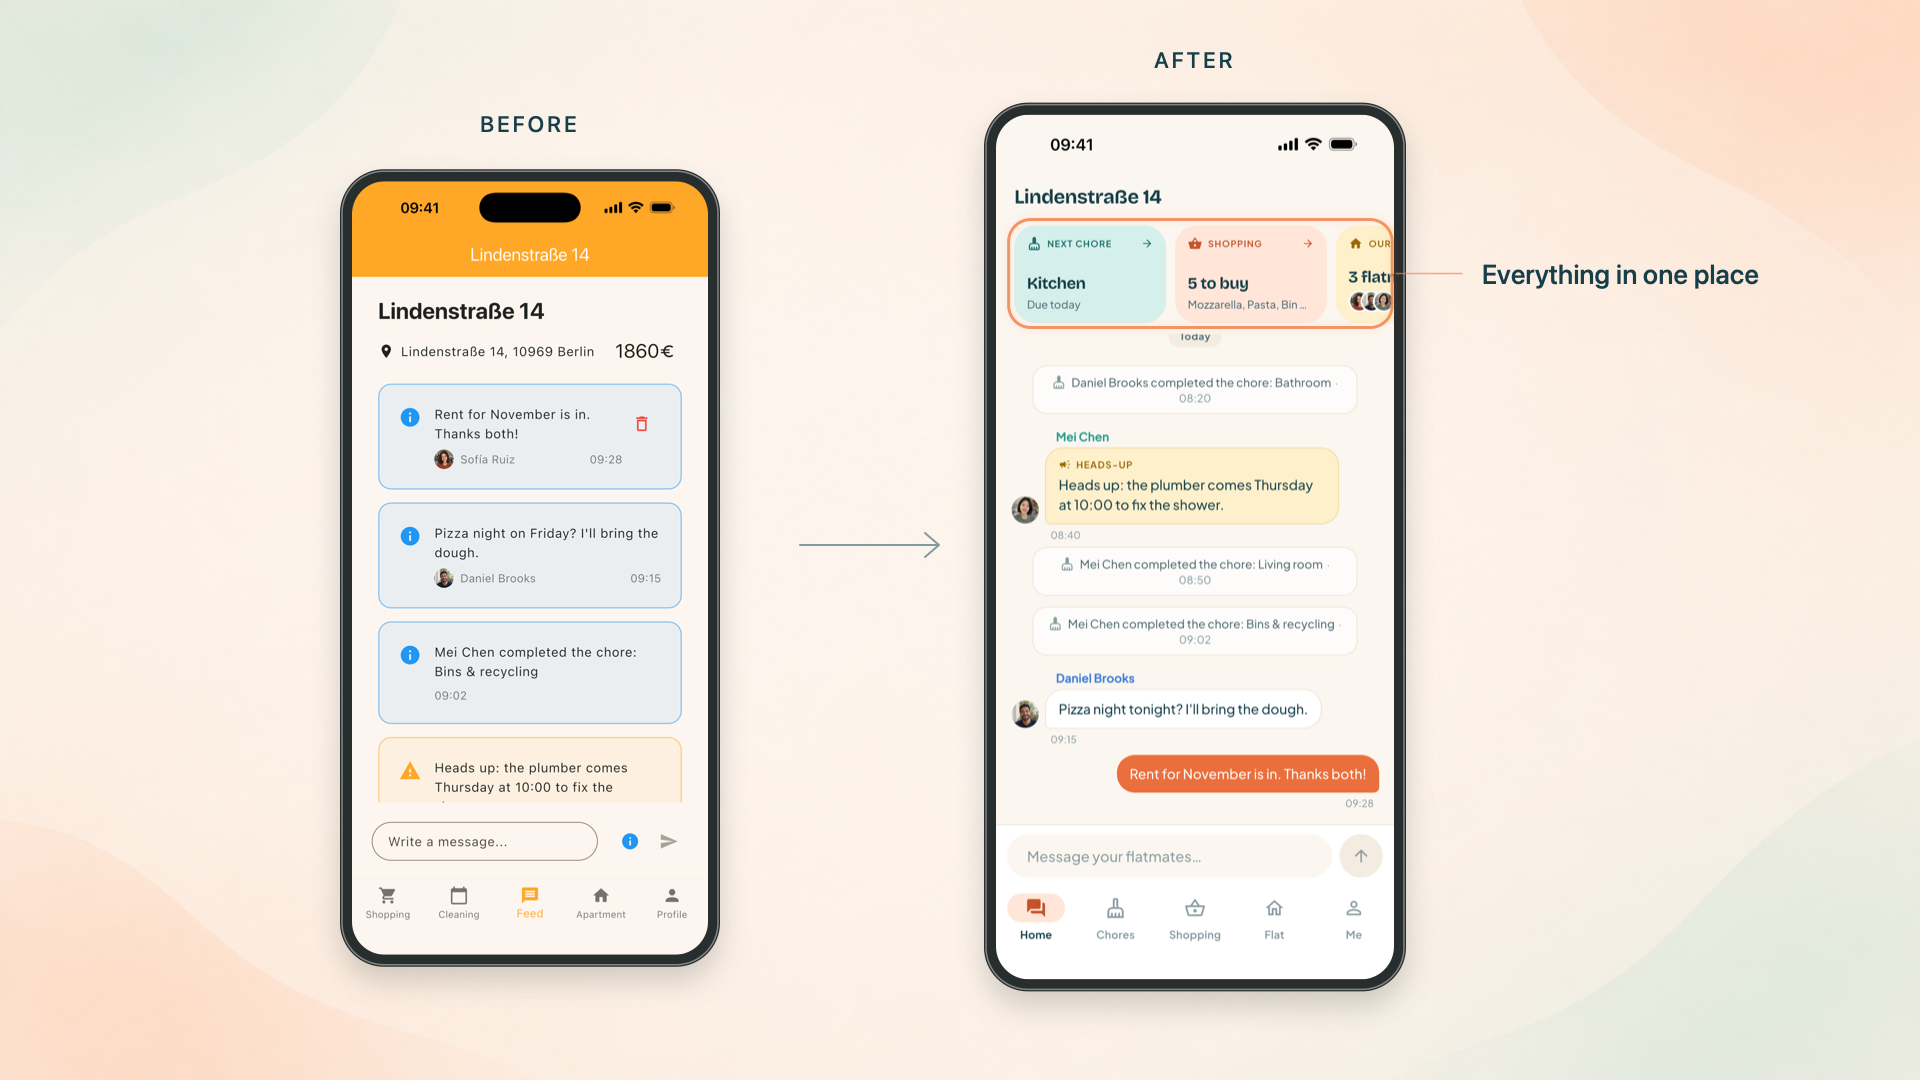 BEFORE
09:41
Lindenstraße 14
Lindenstraße 14
Lindenstraße 14, 10969 Berlin 1860€
Rent for November is in.
Thanks both!
Sofía Ruiz 09:28
Pizza night on Friday? I'll bring the
dough.
Daniel Brooks 09:15
Mei Chen completed the chore:
Bins & recycling
09:02
Heads up: the plumber comes
Thursday at 10:00 to fix the
Write a message...
Shopping Cleaning Feed Apartment Profile
AFTER
09:41
Lindenstraße 14
NEXT CHORE
Kitchen
Due today
SHOPPING
5 to buy
Mozzarella, Pasta, Bin ...
OUR
3 flat
Everything in one place
Today
Daniel Brooks completed the chore: Bathroom ·
08:20
Mei Chen
HEADS-UP
Heads up: the plumber comes Thursday
at 10:00 to fix the shower.
08:40
Mei Chen completed the chore: Living room ·
08:50
Mei Chen completed the chore: Bins & recycling ·
09:02
Daniel Brooks
Pizza night tonight? I'll bring the dough.
09:15
Rent for November is in. Thanks both!
09:28
Message your flatmates...
Home Chores Shopping Flat Me